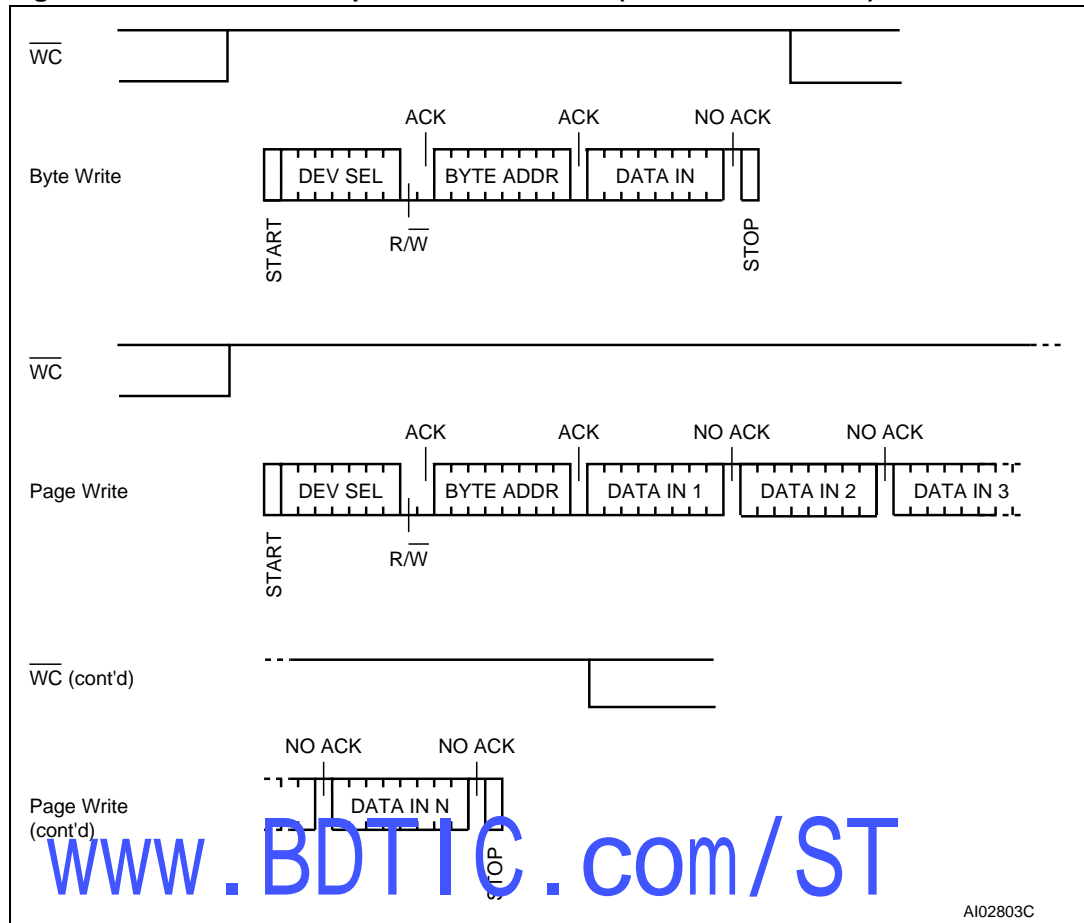 WC
ACK ACK NO ACK
Byte Write DEV SEL BYTE ADDR DATA IN
START R/W STOP
WC
ACK ACK NO ACK NO ACK
Page Write DEV SEL BYTE ADDR DATA IN 1 DATA IN 2 DATA IN 3
START R/W
WC (cont'd)
NO ACK NO ACK
Page Write DATA IN N
(cont'd)
STOP
www.BDTIC.com/ST
AI02803C